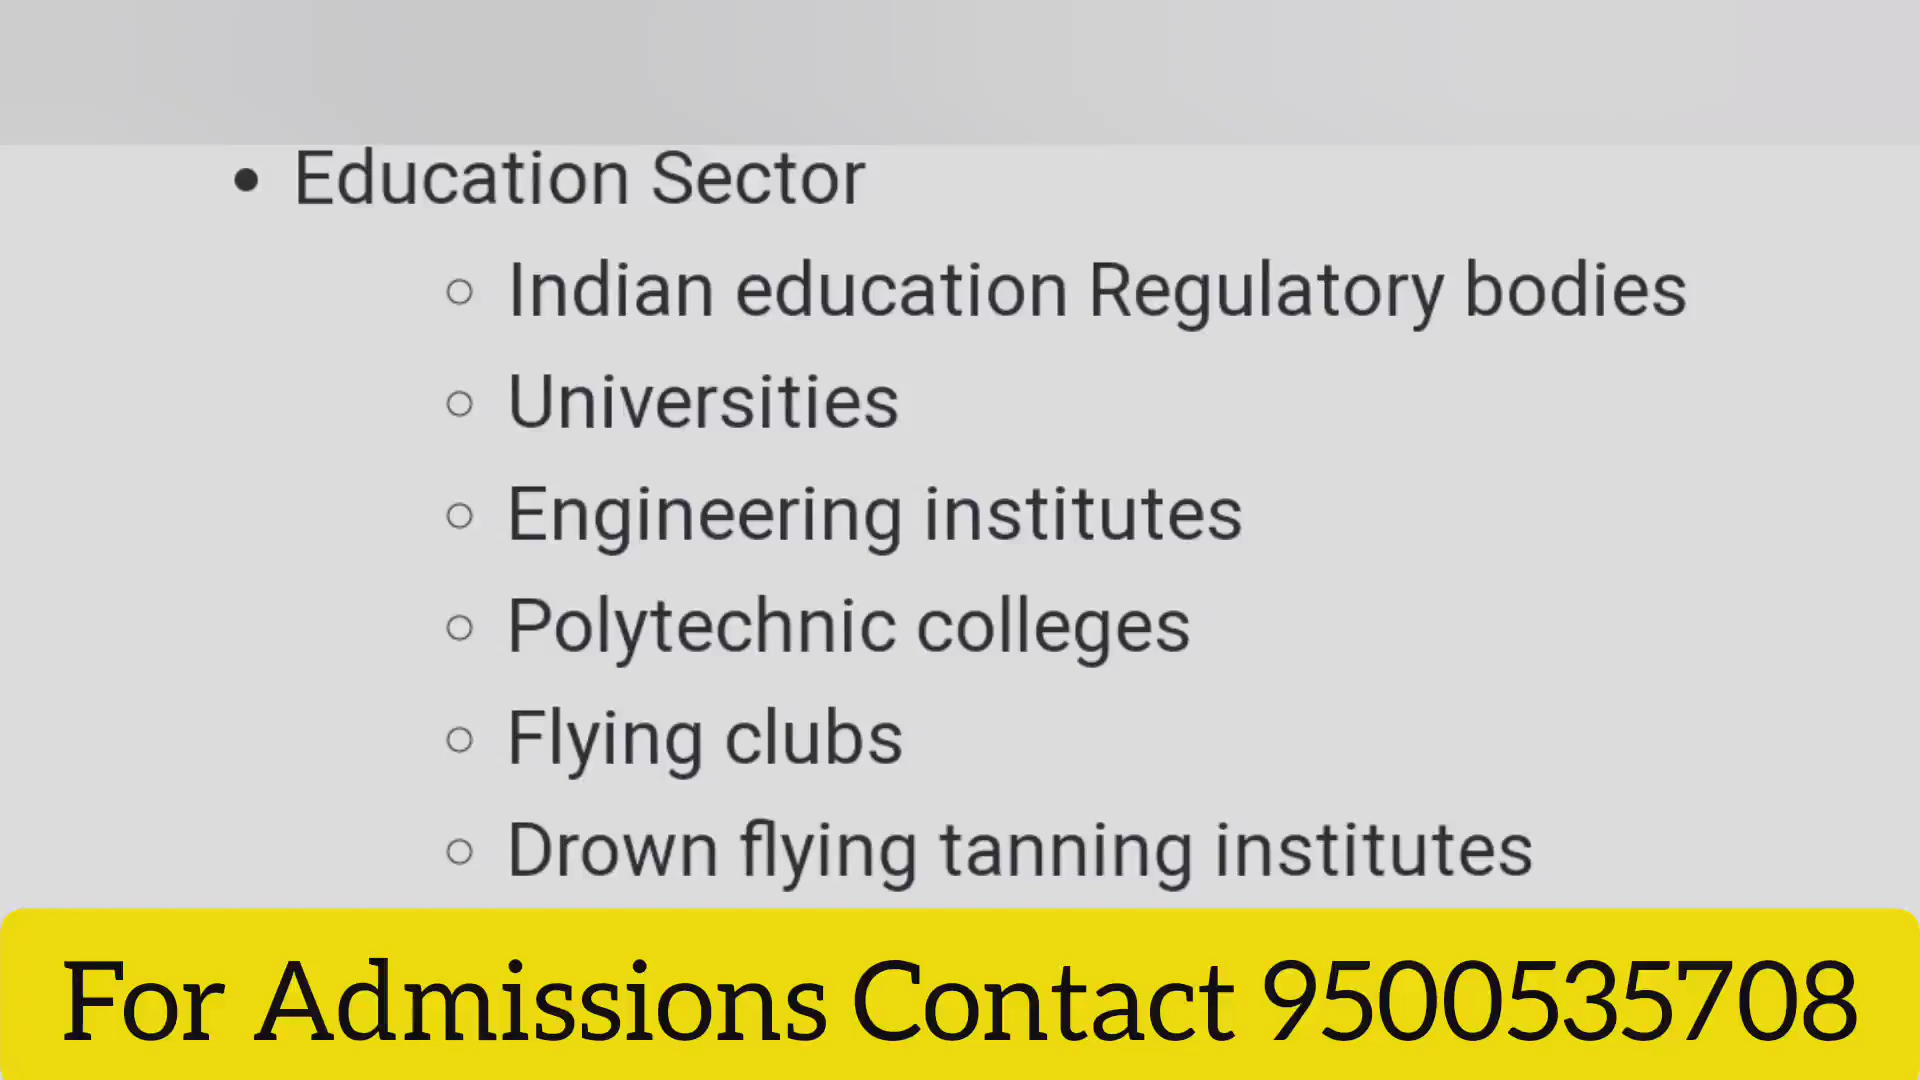 • Education Sector
○ Indian education Regulatory bodies
○ Universities
○ Engineering institutes
○ Polytechnic colleges
○ Flying clubs
○ Drown flying tanning institutes
For Admissions Contact 9500535708